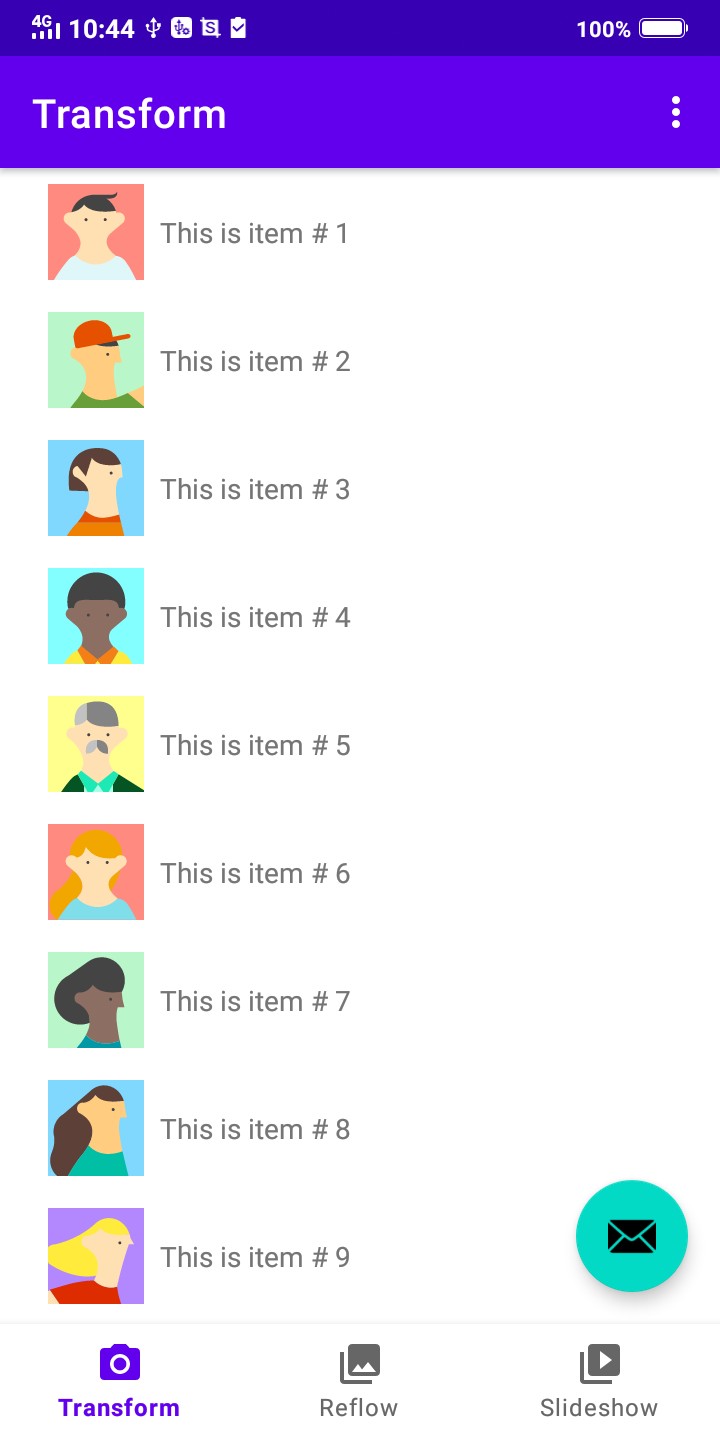 4G 10:44 100%
Transform
This is item # 1
This is item # 2
This is item # 3
This is item # 4
This is item # 5
This is item # 6
This is item # 7
This is item # 8
This is item # 9
Transform Reflow Slideshow